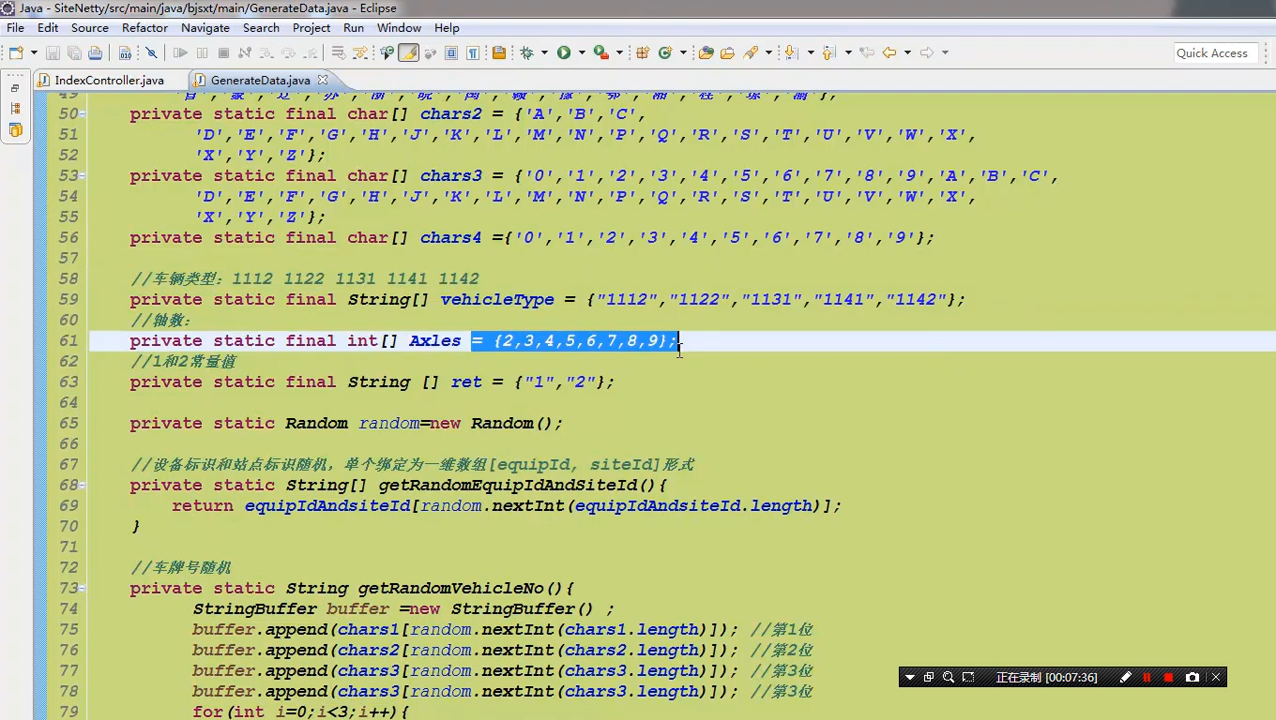 Java - SiteNetty/src/main/java/bjsxt/main/GenerateData.java - Eclipse
File Edit Source Refactor Navigate Search Project Run Window Help
Quick Access
IndexController.java GenerateData.java
50 private static final char[] chars2 = {'A','B','C',
51 'D','E','F','G','H','J','K','L','M','N','P','Q','R','S','T','U','V','W','X',
52 'X','Y','Z'};
53 private static final char[] chars3 = {'0','1','2','3','4','5','6','7','8','9','A','B','C',
54 'D','E','F','G','H','J','K','L','M','N','P','Q','R','S','T','U','V','W','X',
55 'X','Y','Z'};
56 private static final char[] chars4 ={'0','1','2','3','4','5','6','7','8','9'};
57
58 //车辆类型：1112 1122 1131 1141 1142
59 private static final String[] vehicleType = {"1112","1122","1131","1141","1142"};
60 //轴数：
61 private static final int[] Axles = {2,3,4,5,6,7,8,9};
62 //1和2常量值
63 private static final String [] ret = {"1","2"};
64
65 private static Random random=new Random();
66
67 //设备标识和站点标识随机，单个绑定为一维数组[equipId, siteId]形式
68 private static String[] getRandomEquipIdAndSiteId(){
69 return equipIdAndsiteId[random.nextInt(equipIdAndsiteId.length)];
70 }
71
72 //车牌号随机
73 private static String getRandomVehicleNo(){
74 StringBuffer buffer =new StringBuffer() ;
75 buffer.append(chars1[random.nextInt(chars1.length)]); //第1位
76 buffer.append(chars2[random.nextInt(chars2.length)]); //第2位
77 buffer.append(chars3[random.nextInt(chars3.length)]); //第3位
78 buffer.append(chars3[random.nextInt(chars3.length)]); //第3位
79 for(int i=0;i<3;i++){
正在录制 [00:07:36]